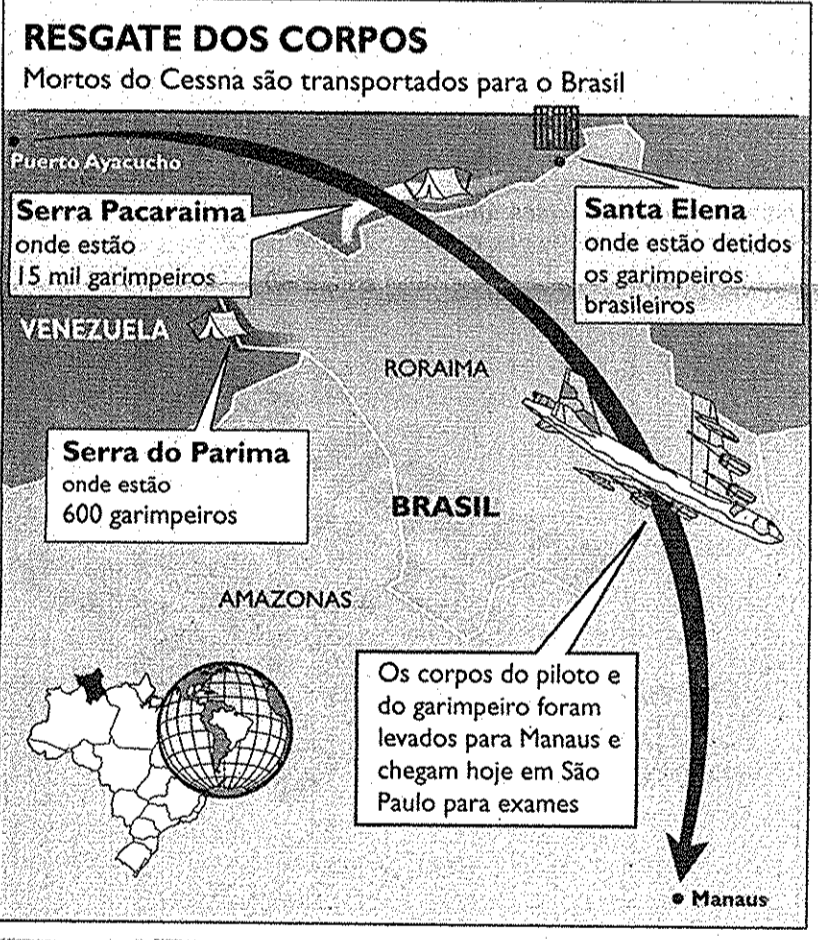 RESGATE DOS CORPOS
Mortos do Cessna são transportados para o Brasil
Puerto Ayacucho
Serra Pacaraima
onde estão
15 mil garimpeiros
Santa Elena
onde estão detidos
os garimpeiros
brasileiros
VENEZUELA
RORAIMA
Serra do Parima
onde estão
600 garimpeiros
BRASIL
AMAZONAS
Os corpos do piloto e
do garimpeiro foram
levados para Manaus e
chegam hoje em São
Paulo para exames
Manaus